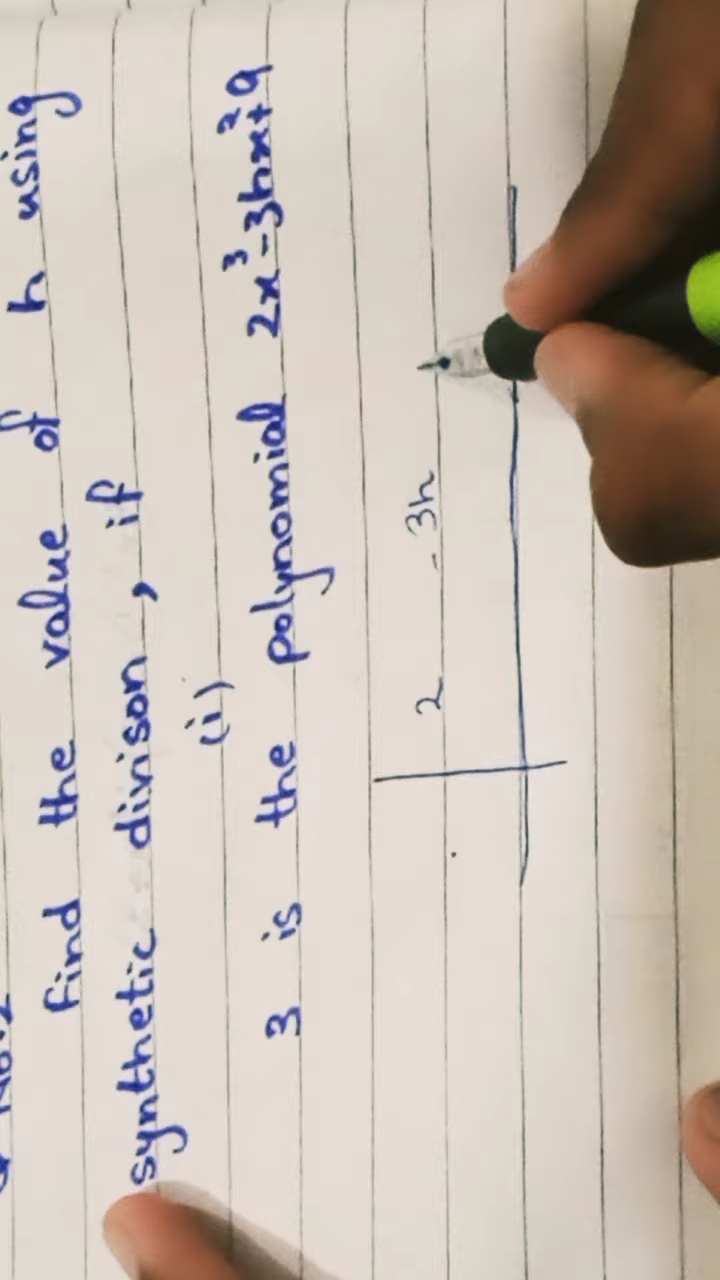 find the value of h using
synthetic divison, if
(i)
3 is the polynomial 2x³-3hx²+9
2 -3h